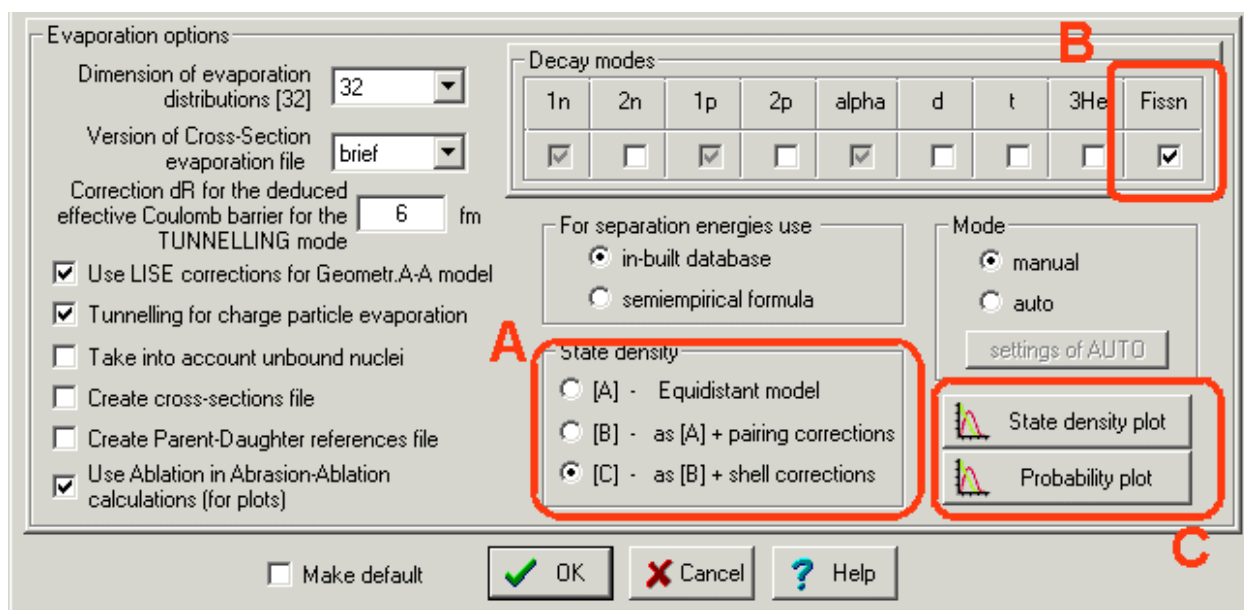 Evaporation options
Dimension of evaporation
distributions [32]
32
Version of Cross-Section
evaporation file
brief
Correction dR for the deduced
effective Coulomb barrier for the
TUNNELLING mode
6
fm
Use LISE corrections for Geometr.A-A model
Tunnelling for charge particle evaporation
Take into account unbound nuclei
Create cross-sections file
Create Parent-Daughter references file
Use Ablation in Abrasion-Ablation
calculations (for plots)
B
Decay modes
1n 2n 1p 2p alpha d t 3He Fissn
For separation energies use
in-built database
semiempirical formula
Mode
manual
auto
settings of AUTO
A
State density
[A] - Equidistant model
[B] - as [A] + pairing corrections
[C] - as [B] + shell corrections
State density plot
Probability plot
C
Make default
OK
Cancel
Help